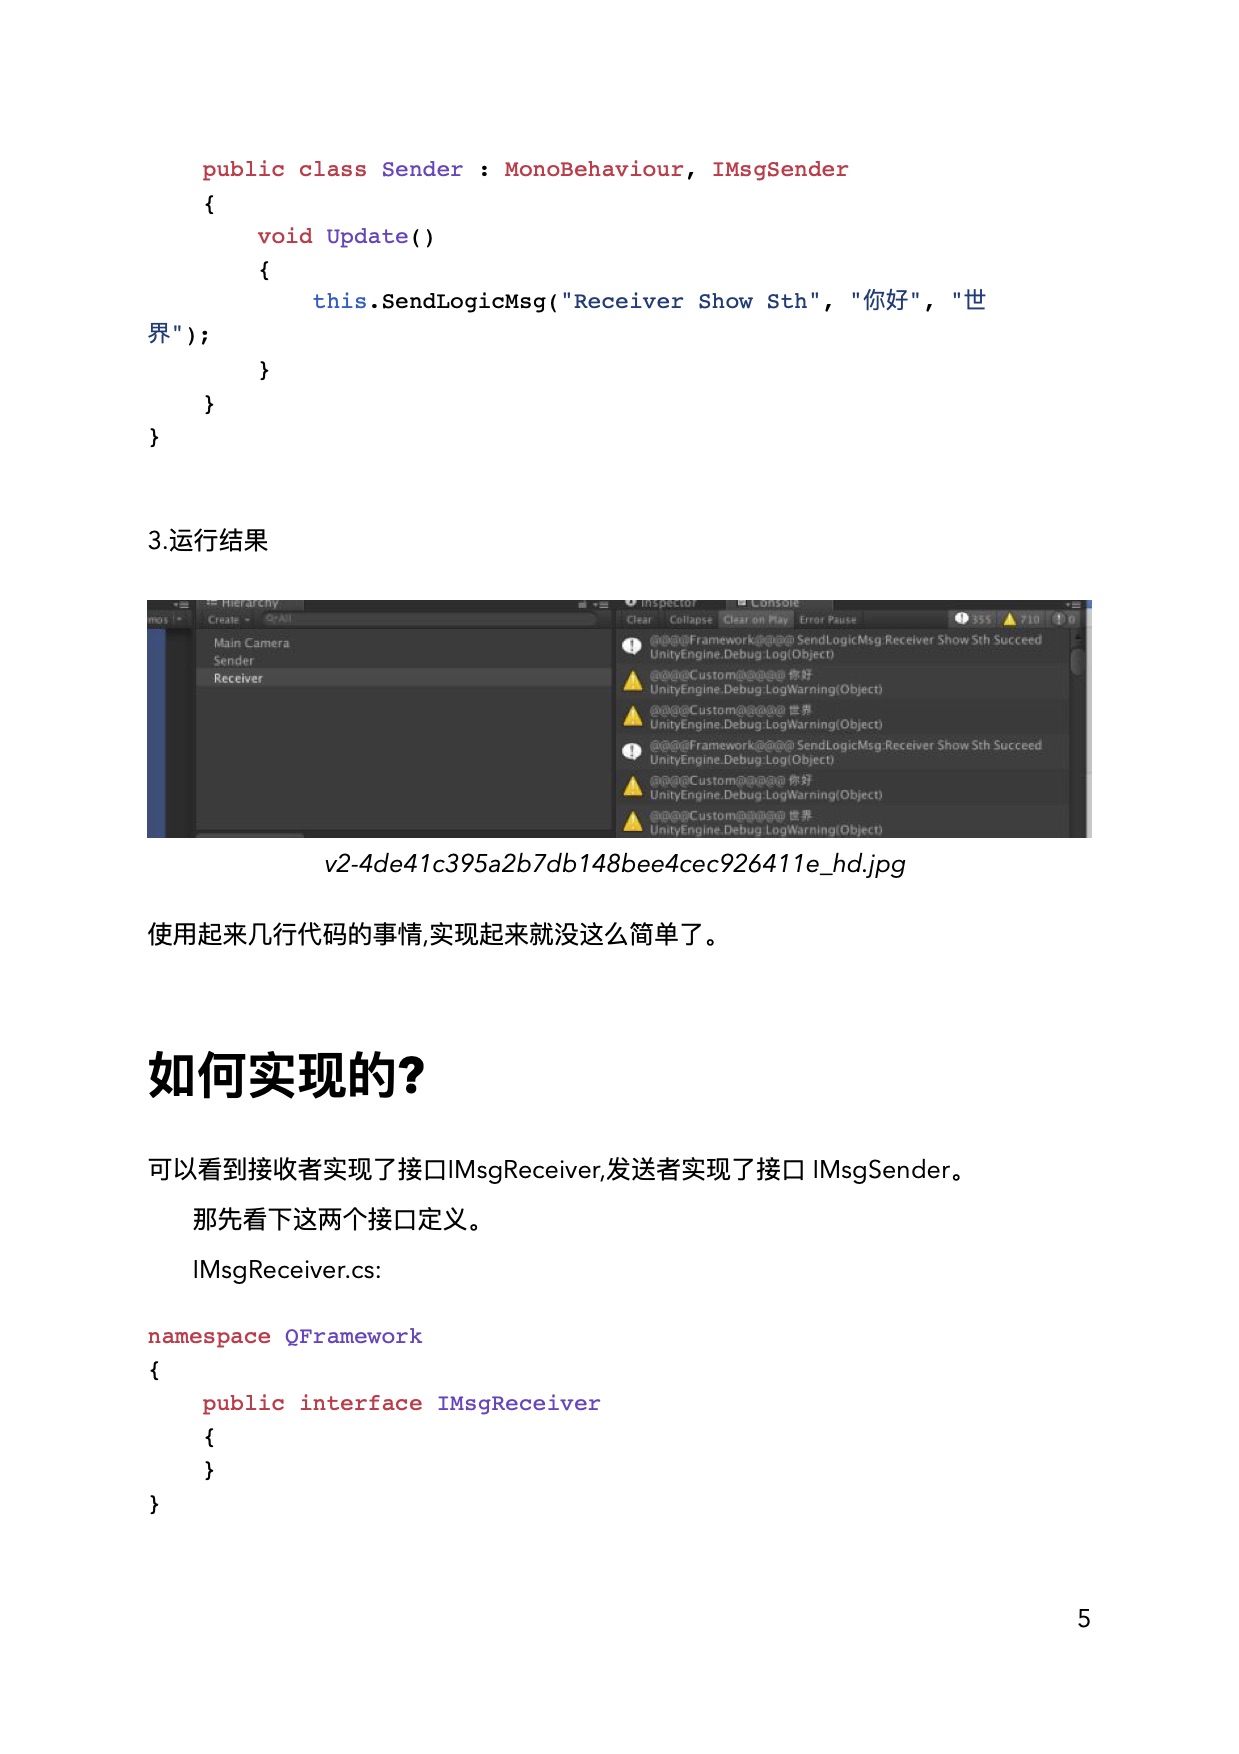 public class Sender : MonoBehaviour, IMsgSender
{
void Update()
{
this.SendLogicMsg("Receiver Show Sth", "你好", "世
界");
}
}
}
3.运行结果
Hierarchy
Inspector
Console
mos
Create
All
Clear
Collapse
Clear on Play
Error Pause
355
710
0
Main Camera
Sender
Receiver
@@@@Framework@@@@ SendLogicMsg:Receiver Show Sth Succeed
UnityEngine.Debug:Log(Object)
@@@@Custom@@@@@ 你好
UnityEngine.Debug:LogWarning(Object)
@@@@Custom@@@@@ 世界
UnityEngine.Debug:LogWarning(Object)
@@@@Framework@@@@ SendLogicMsg:Receiver Show Sth Succeed
UnityEngine.Debug:Log(Object)
@@@@Custom@@@@@ 你好
UnityEngine.Debug:LogWarning(Object)
@@@@Custom@@@@@ 世界
UnityEngine.Debug:LogWarning(Object)
v2-4de41c395a2b7db148bee4cec926411e_hd.jpg
使用起来几行代码的事情,实现起来就没这么简单了。
如何实现的?
可以看到接收者实现了接口IMsgReceiver,发送者实现了接口 IMsgSender。
那先看下这两个接口定义。
IMsgReceiver.cs:
namespace QFramework
{
public interface IMsgReceiver
{
}
}
5